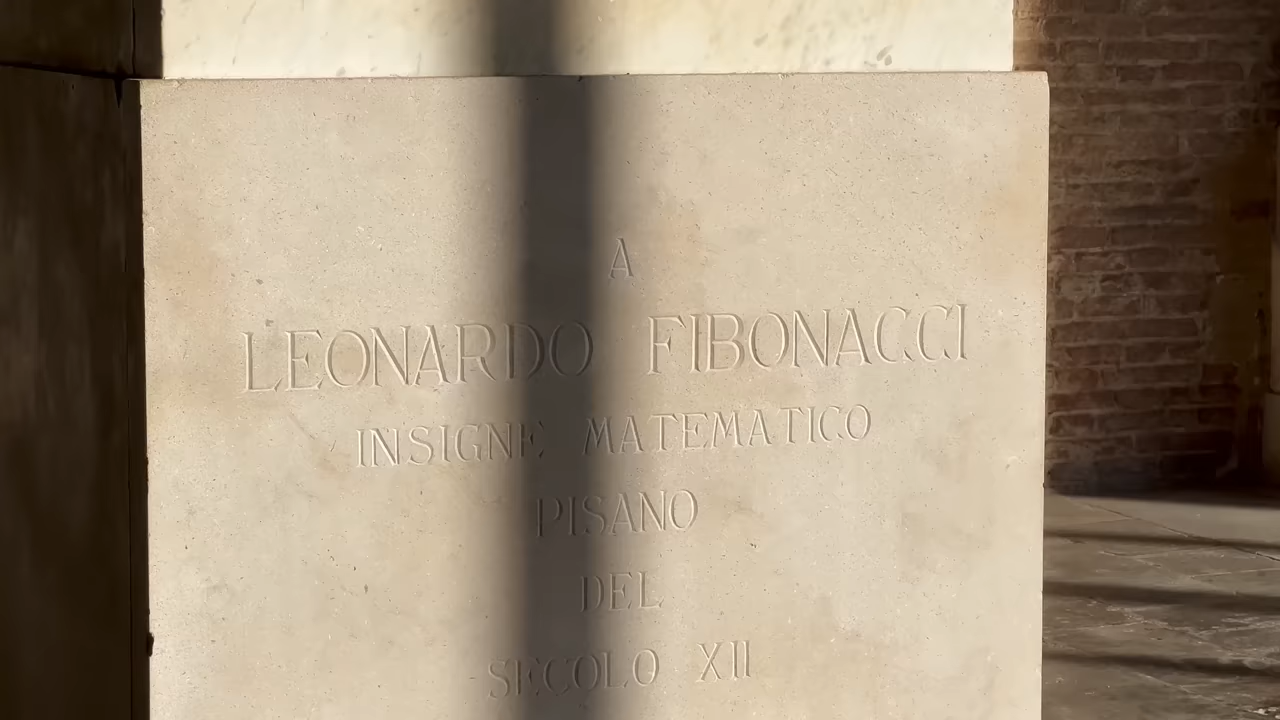 A
LEONARDO FIBONACCI
INSIGNE MATEMATICO
PISANO
DEL
SECOLO XII